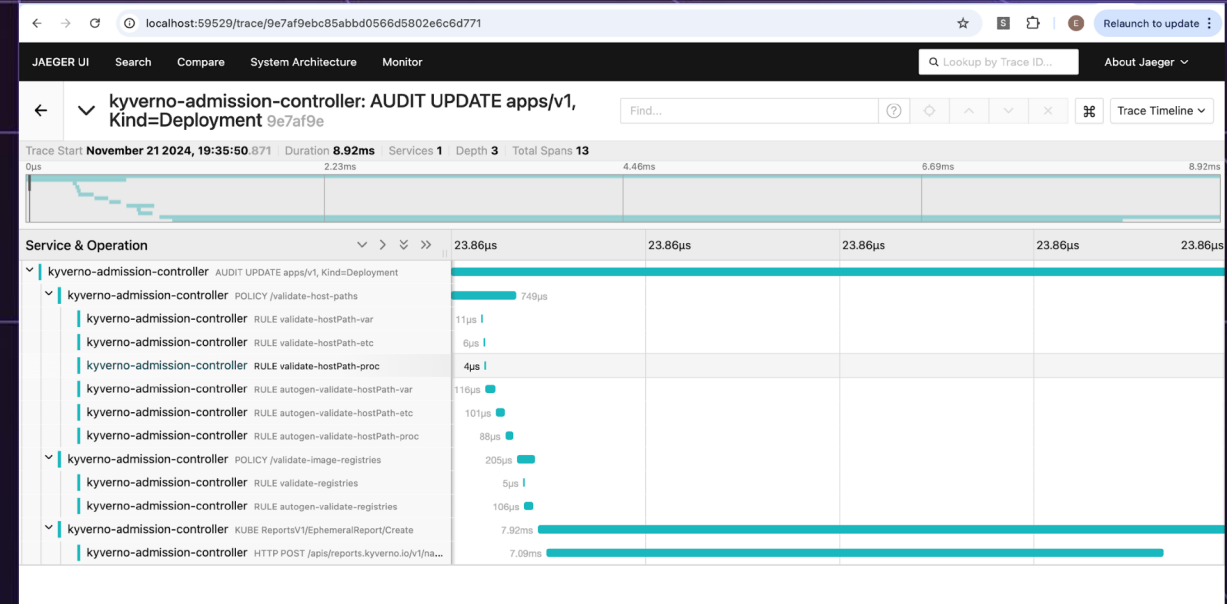 localhost:59529/trace/9e7af9ebc85abbd0566d5802e6c6d771
S
E
Relaunch to update
JAEGER UI Search Compare System Architecture Monitor
Lookup by Trace ID...
About Jaeger
kyverno-admission-controller: AUDIT UPDATE apps/v1,
Kind=Deployment 9e7af9e
Find...
?
⌘
Trace Timeline
Trace Start November 21 2024, 19:35:50.871 Duration 8.92ms Services 1 Depth 3 Total Spans 13
0μs 2.23ms 4.46ms 6.69ms 8.92ms
Service & Operation 23.86μs 23.86μs 23.86μs 23.86μs 23.86μs
kyverno-admission-controller AUDIT UPDATE apps/v1, Kind=Deployment
kyverno-admission-controller POLICY /validate-host-paths 749μs
kyverno-admission-controller RULE validate-hostPath-var 11μs
kyverno-admission-controller RULE validate-hostPath-etc 6μs
kyverno-admission-controller RULE validate-hostPath-proc 4μs
kyverno-admission-controller RULE autogen-validate-hostPath-var 116μs
kyverno-admission-controller RULE autogen-validate-hostPath-etc 101μs
kyverno-admission-controller RULE autogen-validate-hostPath-proc 88μs
kyverno-admission-controller POLICY /validate-image-registries 205μs
kyverno-admission-controller RULE validate-registries 5μs
kyverno-admission-controller RULE autogen-validate-registries 106μs
kyverno-admission-controller KUBE ReportsV1/EphemeralReport/Create 7.92ms
kyverno-admission-controller HTTP POST /apis/reports.kyverno.io/v1/na... 7.09ms